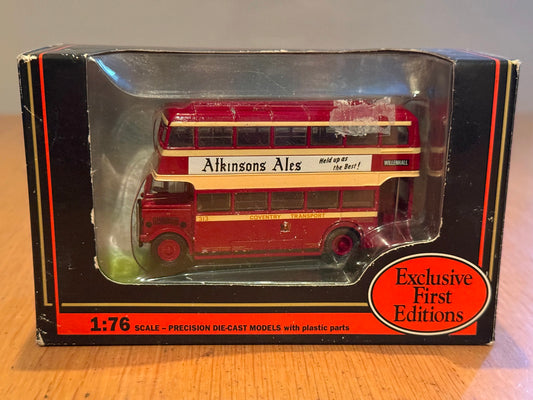 Atkinsons Ales Held up as
the Best!
WILLENHALL
313 COVENTRY TRANSPORT
Exclusive
First
Editions
1:76 SCALE – PRECISION DIE-CAST MODELS with plastic parts